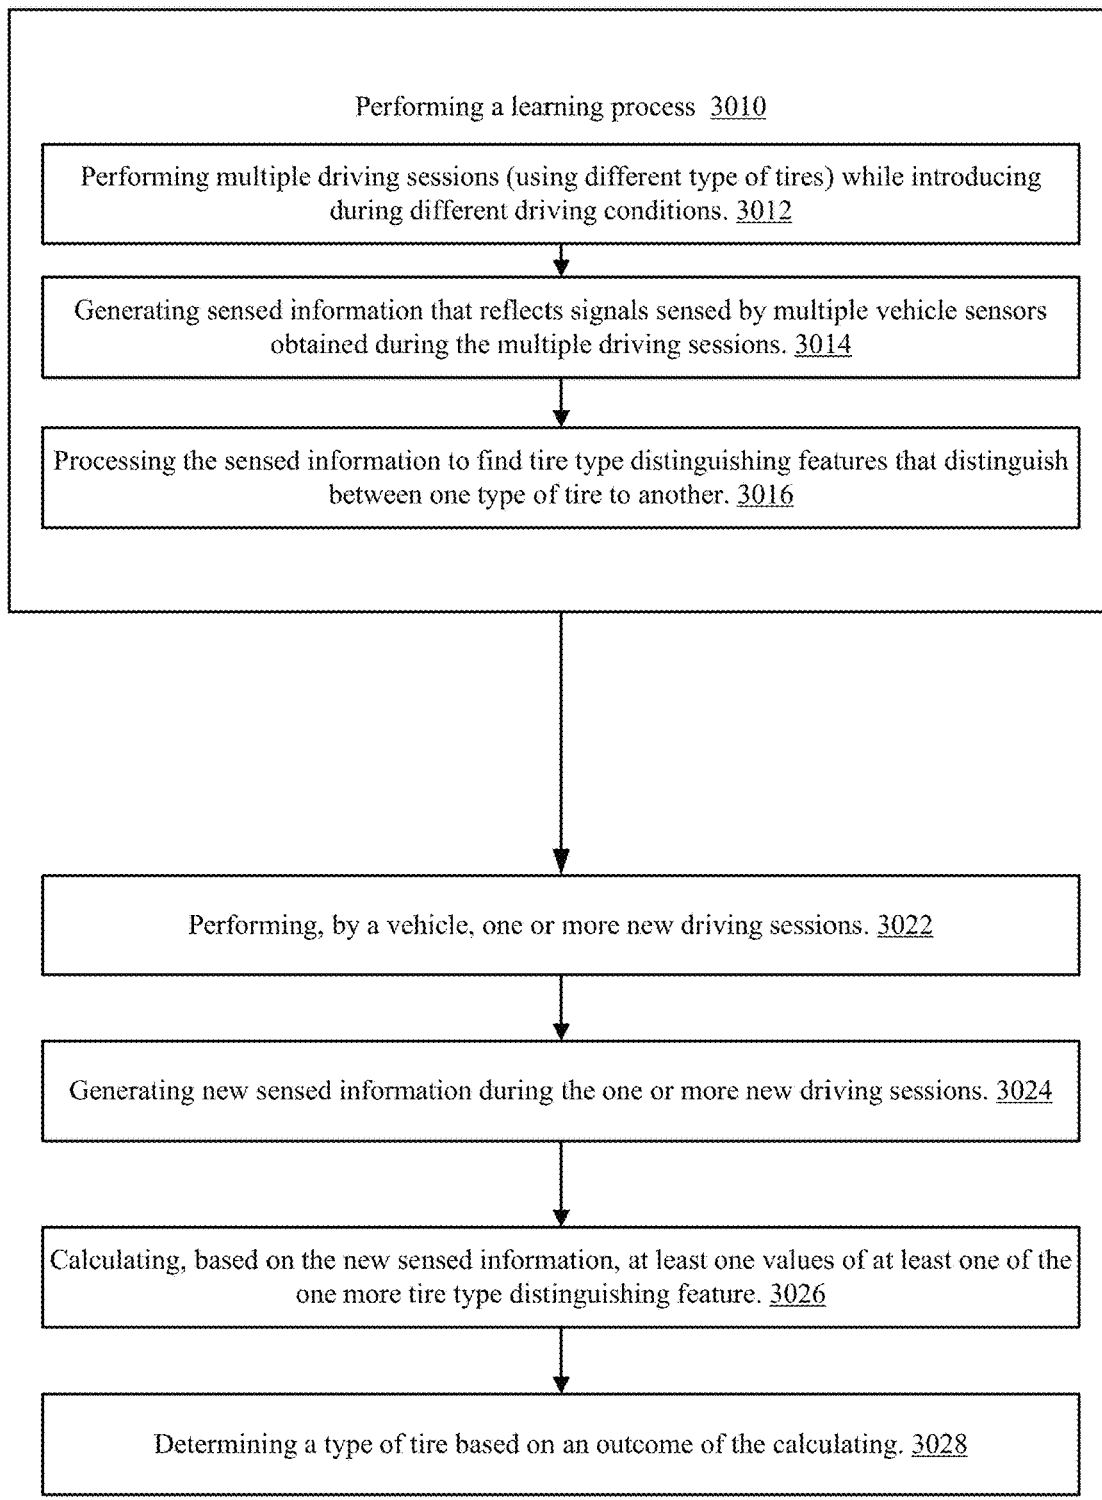 Performing a learning process 3010
Performing multiple driving sessions (using different type of tires) while introducing
during different driving conditions. 3012
Generating sensed information that reflects signals sensed by multiple vehicle sensors
obtained during the multiple driving sessions. 3014
Processing the sensed information to find tire type distinguishing features that distinguish
between one type of tire to another. 3016
Performing, by a vehicle, one or more new driving sessions. 3022
Generating new sensed information during the one or more new driving sessions. 3024
Calculating, based on the new sensed information, at least one values of at least one of the
one more tire type distinguishing feature. 3026
Determining a type of tire based on an outcome of the calculating. 3028